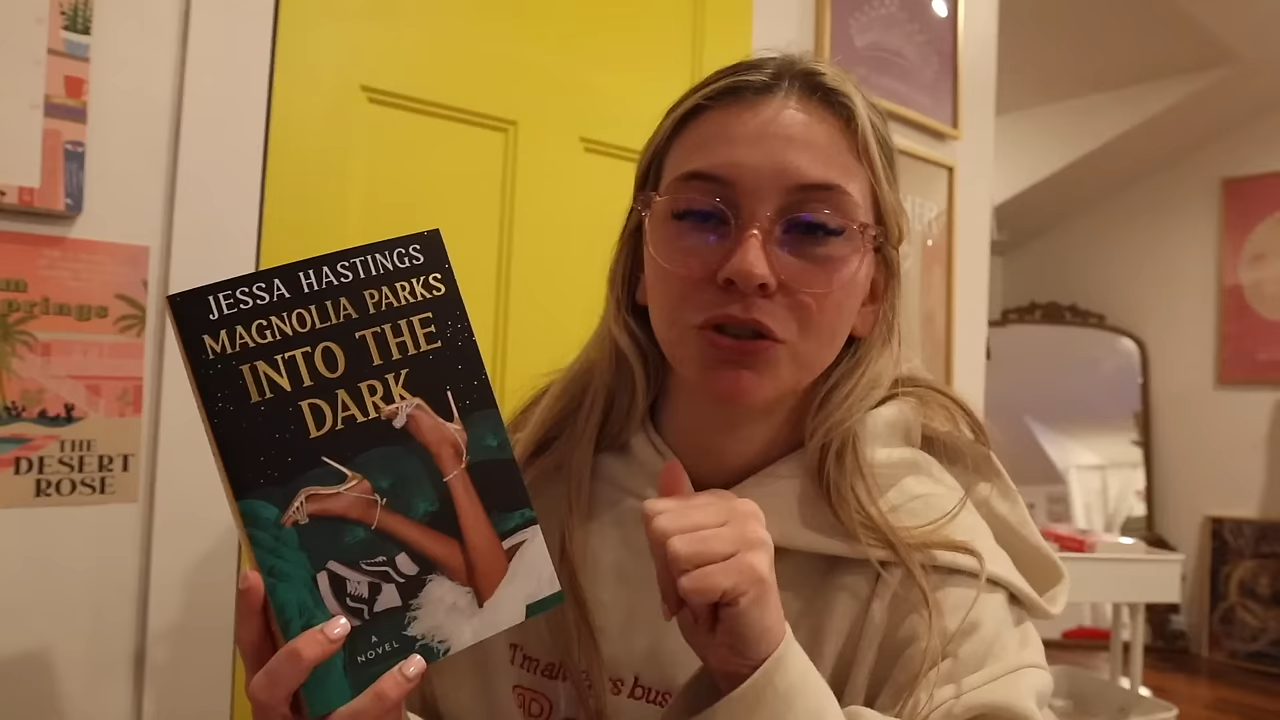 JESSA HASTINGS
MAGNOLIA PARKS
INTO THE
DARK
A
NOVEL
THE
DESERT
ROSE